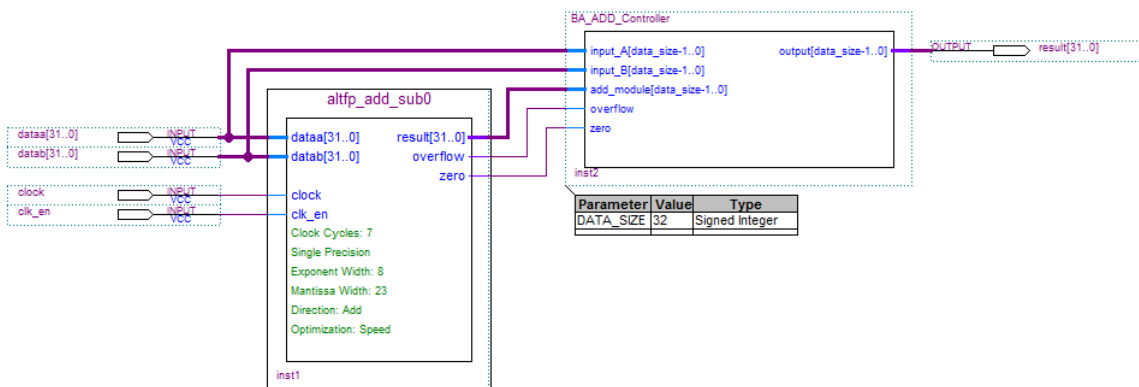 BA_ADD_Controller
input_A[data_size-1..0] output[data_size-1..0]
input_B[data_size-1..0]
add_module[data_size-1..0]
overflow
zero
inst2
OUTPUT result[31..0]
Parameter Value Type
DATA_SIZE 32 Signed Integer
altfp_add_sub0
dataa[31..0] INPUT VCC
datab[31..0] INPUT VCC
clock INPUT VCC
clk_en INPUT VCC
dataa[31..0] result[31..0]
datab[31..0] overflow
zero
clock
clk_en
Clock Cycles: 7
Single Precision
Exponent Width: 8
Mantissa Width: 23
Direction: Add
Optimization: Speed
inst1